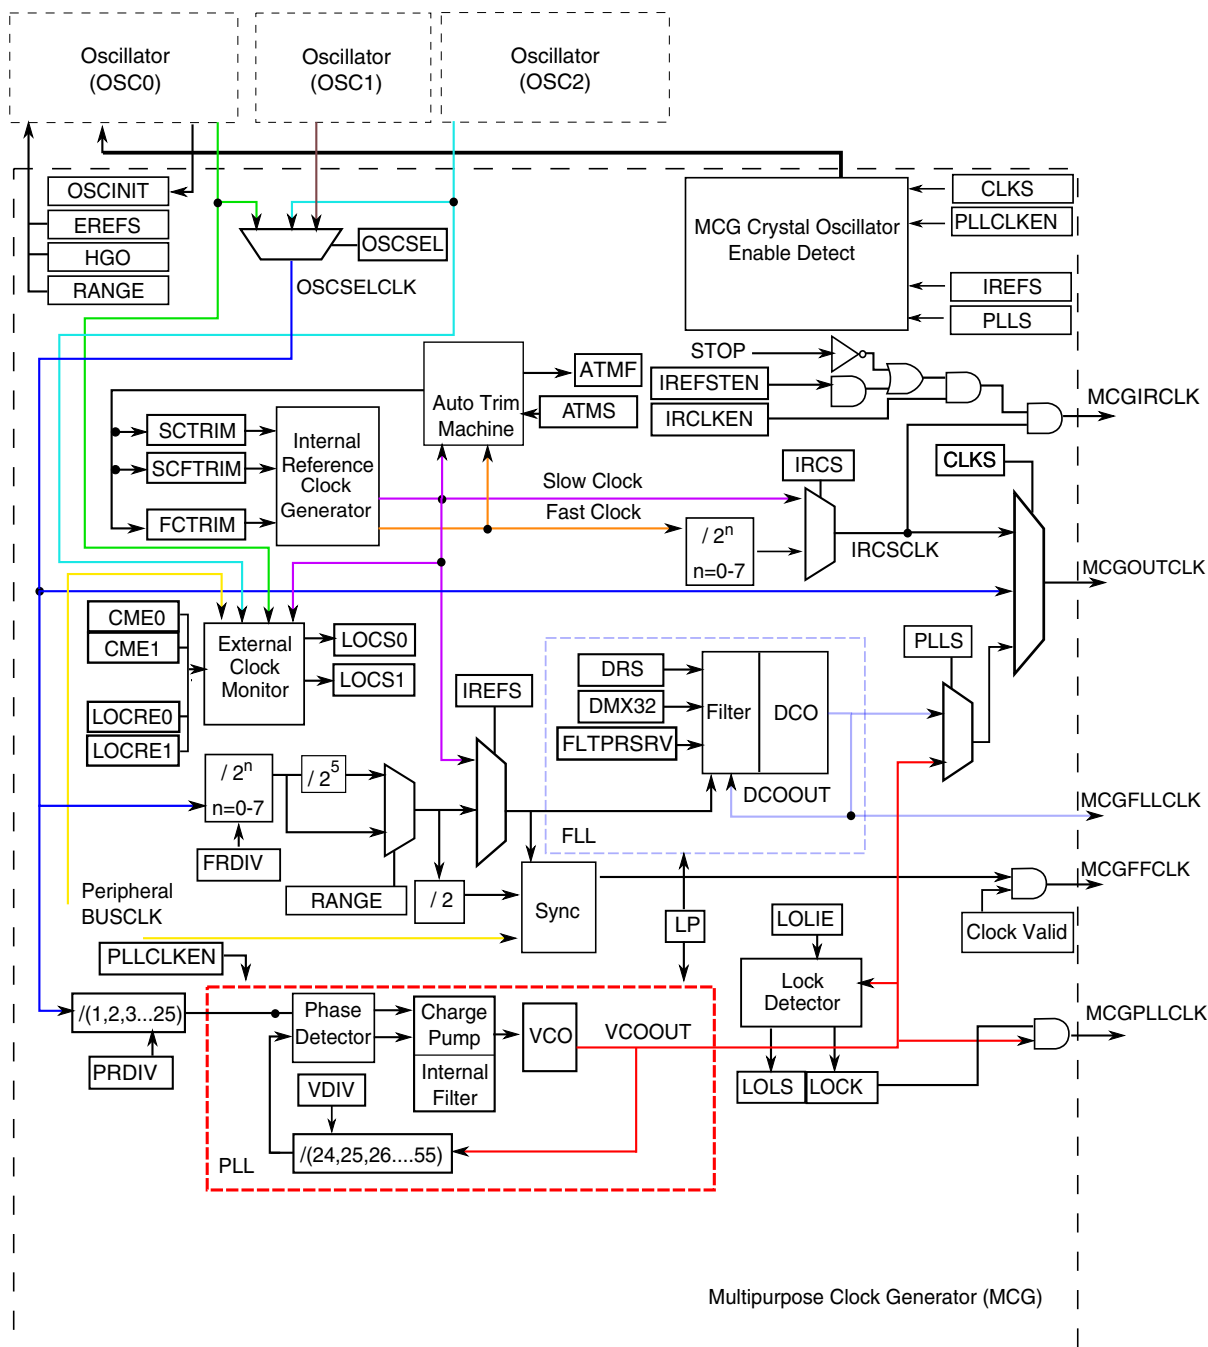 Oscillator
(OSC0)
Oscillator
(OSC1)
Oscillator
(OSC2)
OSCINIT
EREFS
HGO
RANGE
OSCSEL
OSCSELCLK
MCG Crystal Oscillator
Enable Detect
CLKS
PLLCLKEN
IREFS
PLLS
STOP
IREFSTEN
IRCLKEN
MCGIRCLK
Auto Trim
Machine
ATMF
ATMS
SCTRIM
SCFTRIM
FCTRIM
Internal
Reference
Clock
Generator
Slow Clock
Fast Clock
IRCS
CLKS
/ 2n
n=0-7
IRCSCLK
MCGOUTCLK
CME0
CME1
LOCRE0
LOCRE1
External
Clock
Monitor
LOCS0
LOCS1
IREFS
DRS
DMX32
FLTPRSRV
Filter
DCO
PLLS
/ 2n
n=0-7
/ 25
DCOOUT
FLL
MCGFLLCLK
FRDIV
RANGE
/ 2
Sync
MCGFFCLK
Clock Valid
Peripheral
BUSCLK
LP
LOLIE
PLLCLKEN
/(1,2,3...25)
PRDIV
Phase
Detector
Charge
Pump
Internal
Filter
VCO
VCOOUT
Lock
Detector
LOLS
LOCK
MCGPLLCLK
VDIV
/(24,25,26....55)
PLL
Multipurpose Clock Generator (MCG)